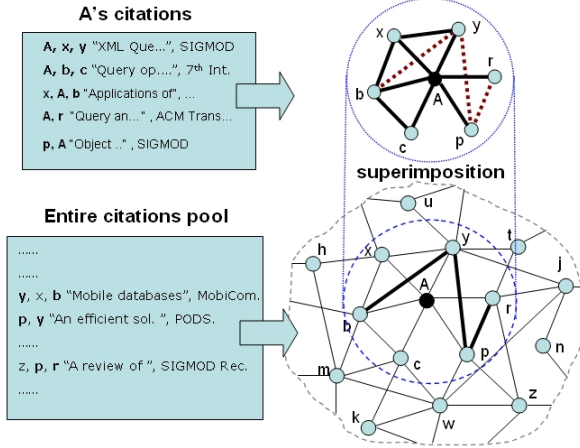 A's citations
A, x, y “XML Que...”, SIGMOD
A, b, c “Query op....”, 7th Int.
x, A, b "Applications of", ...
A, r "Query an..." , ACM Trans...
p, A "Object .." , SIGMOD
x
y
r
b
A
c
p
superimposition
Entire citations pool
......
......
y, x, b “Mobile databases”, MobiCom.
p, y “An efficient sol. ”, PODS.
......
z, p, r “A review of ”, SIGMOD Rec.
......
u
h
x
y
t
j
A
b
r
c
p
n
m
k
w
z